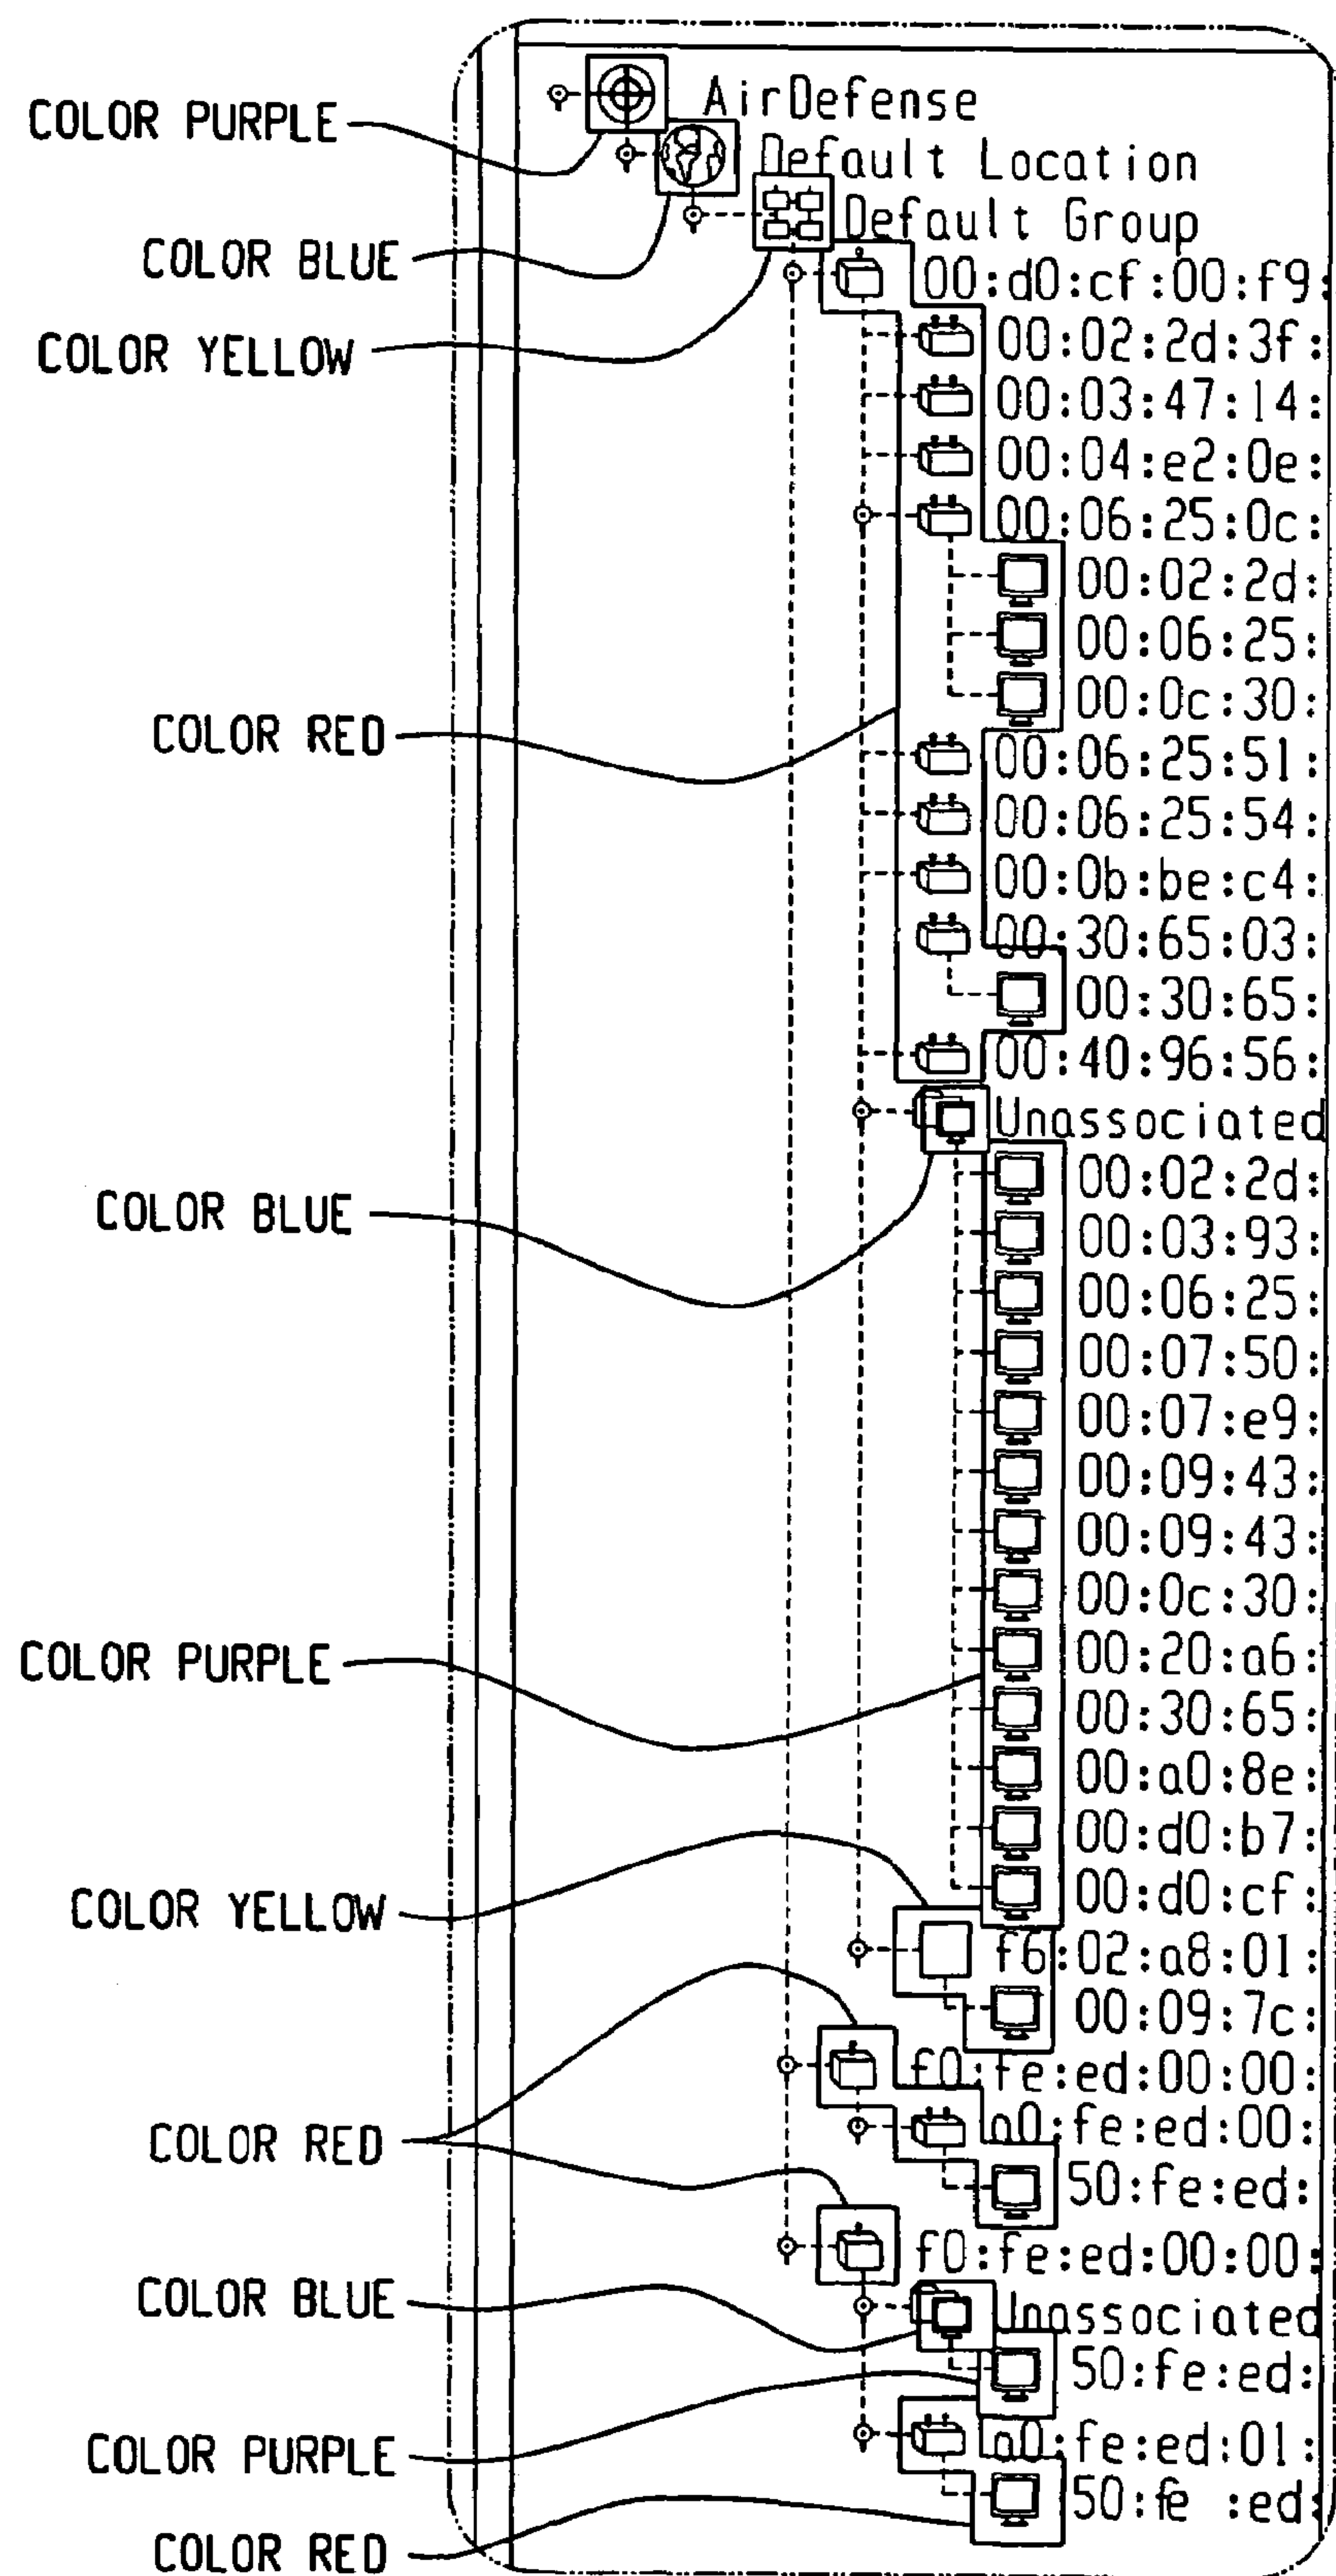 AirDefense
COLOR PURPLE
Default Location
Default Group
COLOR BLUE
00:d0:cf:00:f9:
00:02:2d:3f:
COLOR YELLOW
00:03:47:14:
00:04:e2:0e:
00:06:25:0c:
00:02:2d:
00:06:25:
00:0c:30:
COLOR RED
00:06:25:51:
00:06:25:54:
00:0b:be:c4:
00:30:65:03:
00:30:65:
00:40:96:56:
Unassociated
00:02:2d:
COLOR BLUE
00:03:93:
00:06:25:
00:07:50:
00:07:e9:
00:09:43:
00:09:43:
00:0c:30:
00:20:a6:
COLOR PURPLE
00:30:65:
00:a0:8e:
00:d0:b7:
00:d0:cf:
COLOR YELLOW
f6:02:a8:01:
00:09:7c:
f0:fe:ed:00:00:
a0:fe:ed:00:
COLOR RED
50:fe:ed:
f0:fe:ed:00:00:
COLOR BLUE
Unassociated
50:fe:ed:
a0:fe:ed:01:
COLOR PURPLE
50:fe :ed:
COLOR RED